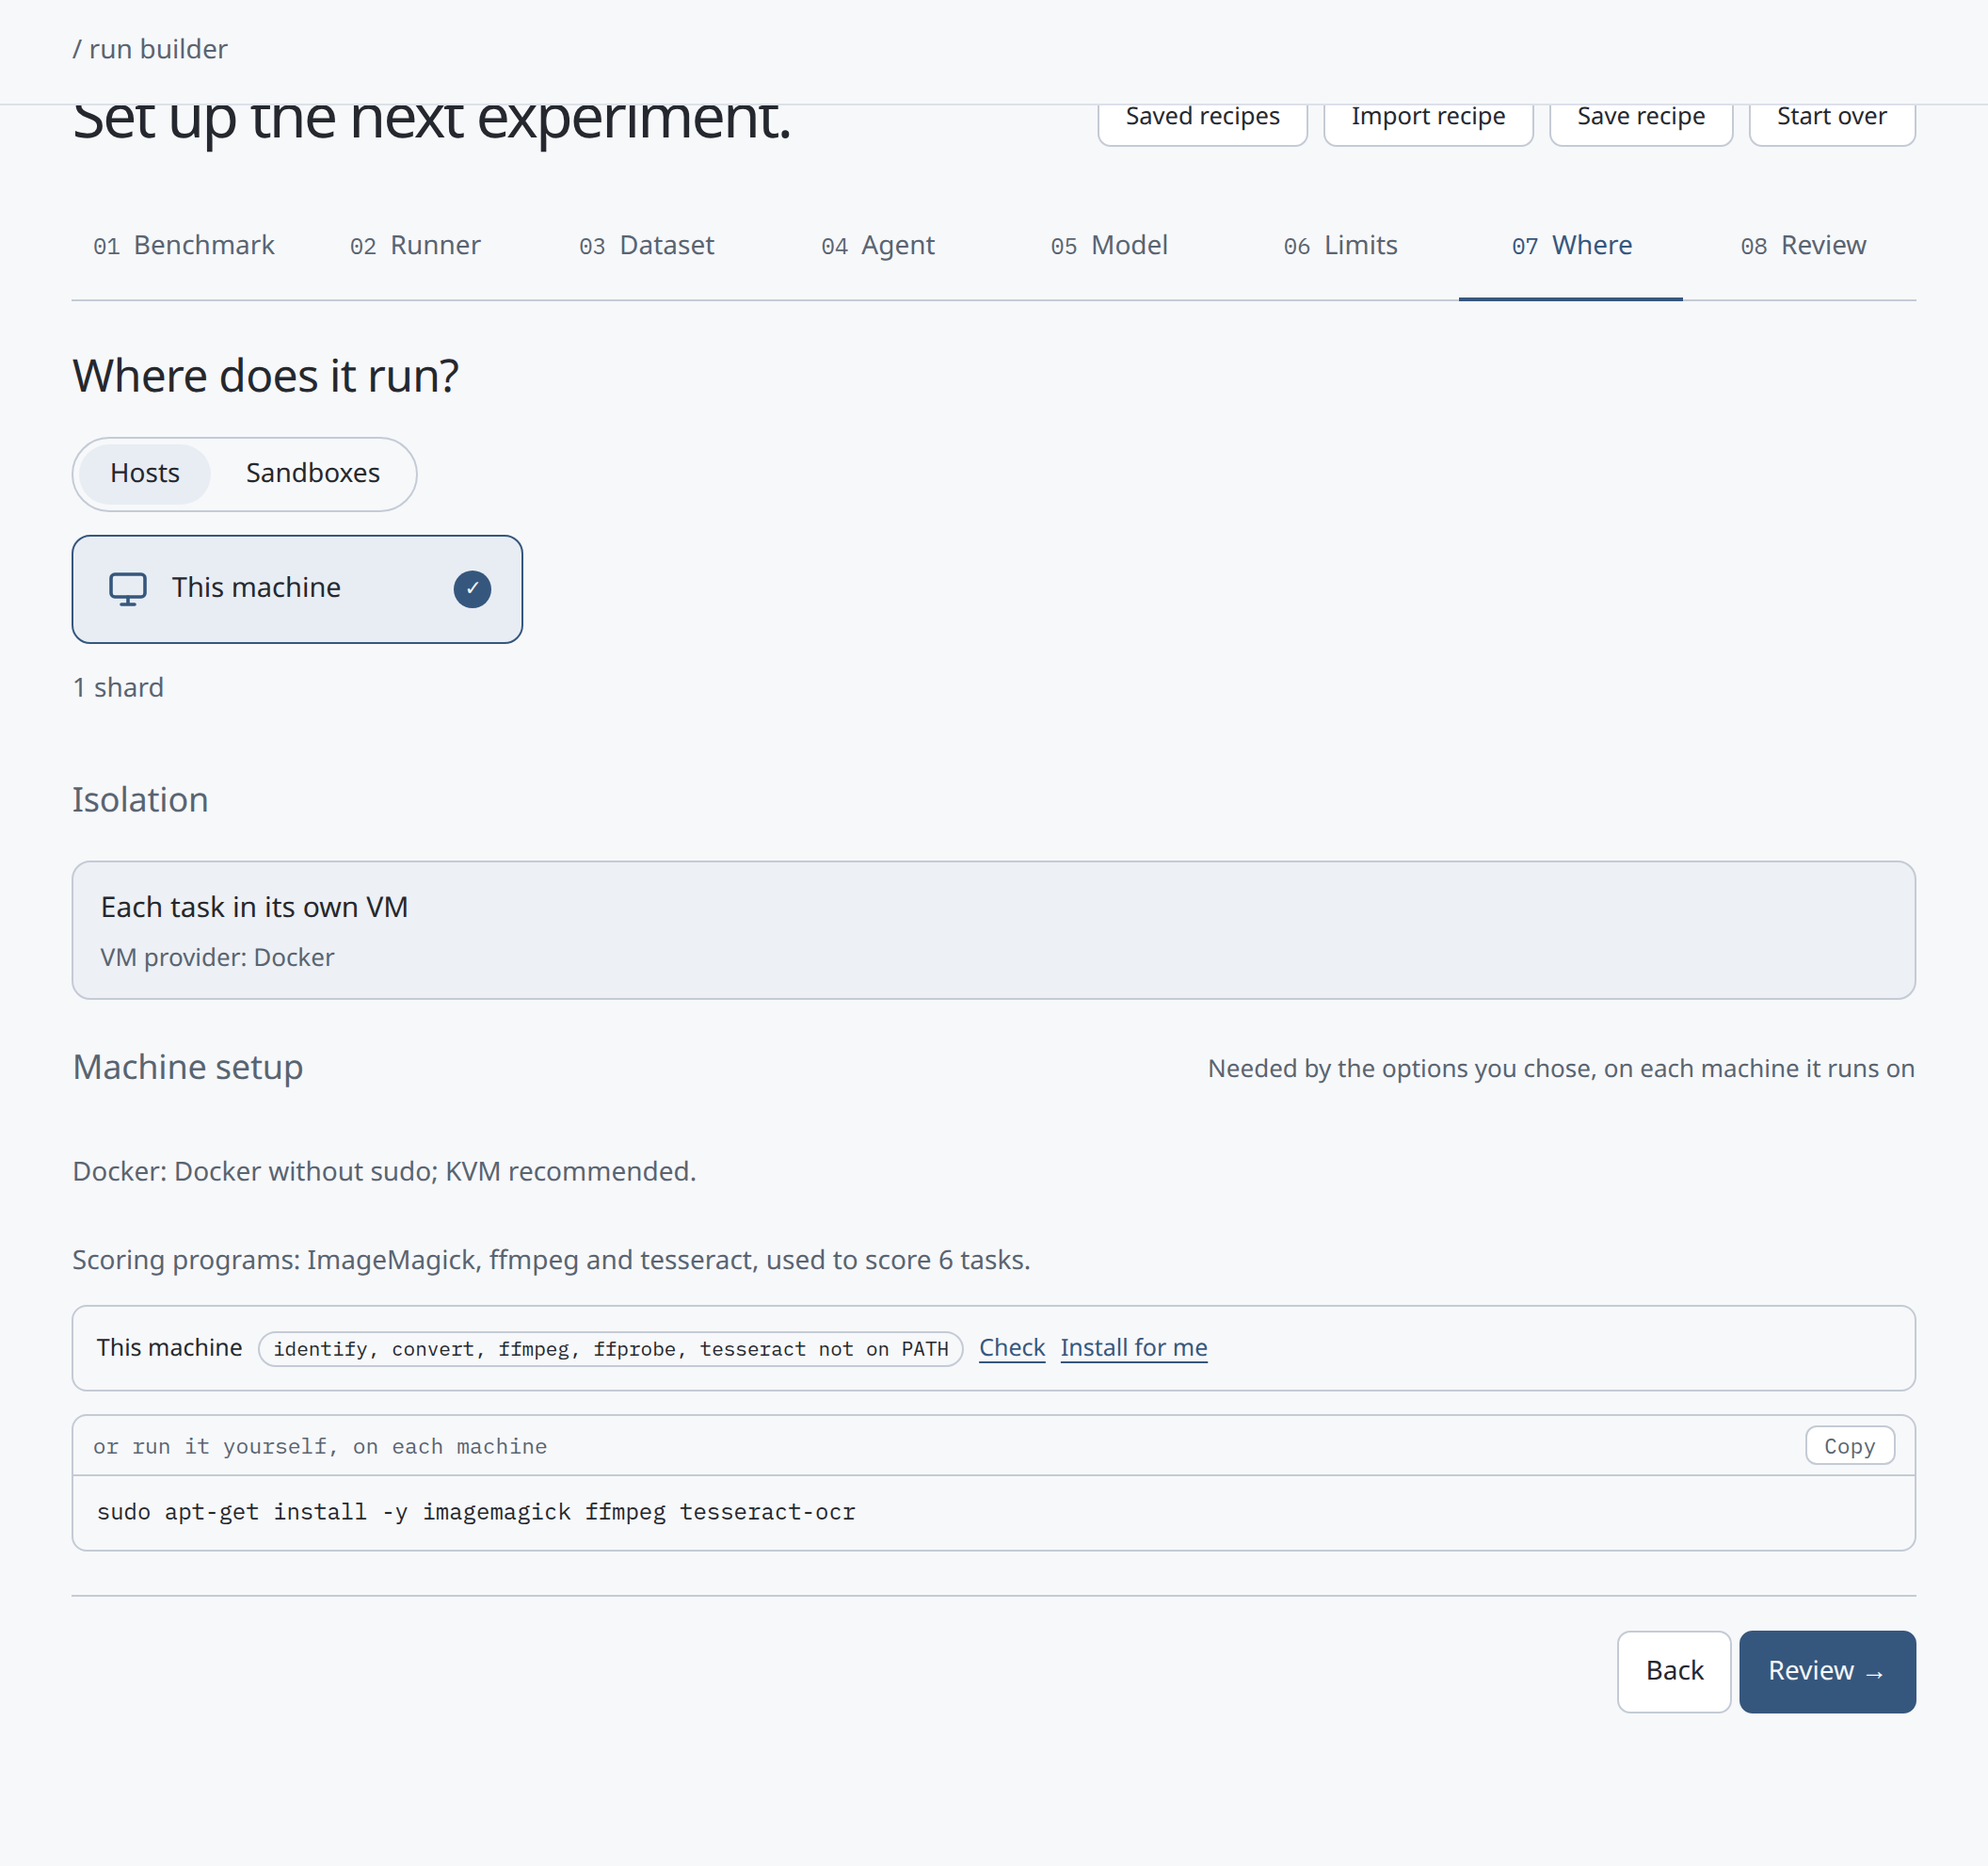 / run builder
Set up the next experiment.
Saved recipes
Import recipe
Save recipe
Start over
01 Benchmark
02 Runner
03 Dataset
04 Agent
05 Model
06 Limits
07 Where
08 Review
Where does it run?
Hosts
Sandboxes
This machine
✓
1 shard
Isolation
Each task in its own VM
VM provider: Docker
Machine setup
Needed by the options you chose, on each machine it runs on
Docker: Docker without sudo; KVM recommended.
Scoring programs: ImageMagick, ffmpeg and tesseract, used to score 6 tasks.
This machine identify, convert, ffmpeg, ffprobe, tesseract not on PATH Check Install for me
or run it yourself, on each machine
Copy
sudo apt-get install -y imagemagick ffmpeg tesseract-ocr
Back
Review →